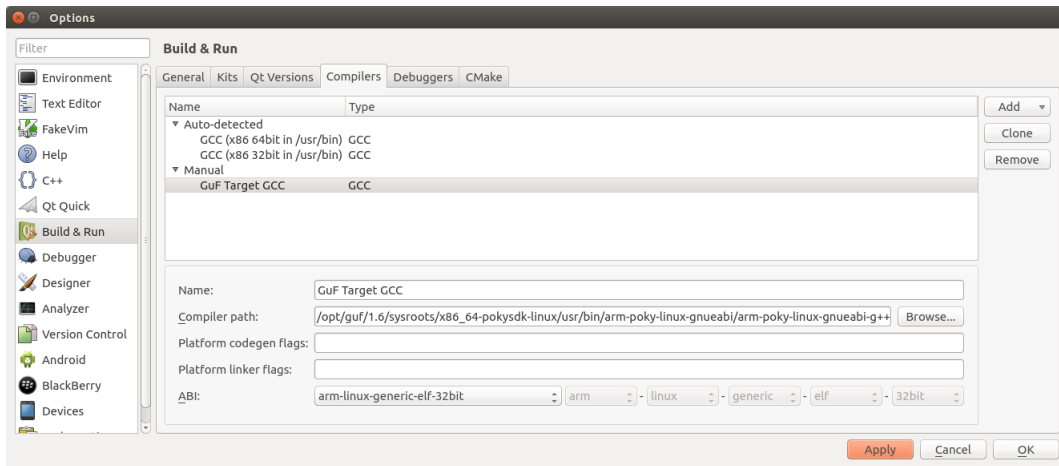 Options
Filter
Build & Run
Environment
Text Editor
FakeVim
Help
C++
Qt Quick
Build & Run
Debugger
Designer
Analyzer
Version Control
Android
BlackBerry
Devices
General Kits Qt Versions Compilers Debuggers CMake
Name Type
Auto-detected
GCC (x86 64bit in /usr/bin) GCC
GCC (x86 32bit in /usr/bin) GCC
Manual
GuF Target GCC GCC
Add
Clone
Remove
Name: GuF Target GCC
Compiler path: /opt/guf/1.6/sysroots/x86_64-pokysdk-linux/usr/bin/arm-poky-linux-gnueabi/arm-poky-linux-gnueabi-g++ Browse...
Platform codegen flags:
Platform linker flags:
ABI: arm-linux-generic-elf-32bit arm - linux - generic - elf - 32bit
Apply Cancel OK